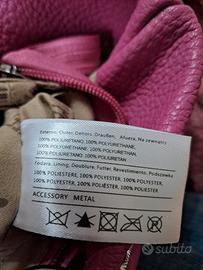 Esterno, Outer, Dehors, Draußen, Afuera, Na zewnątrz
100% POLIURETANO, 100% POLYURETHANE,
100% POLYURETHANE, 100% POLYURETHAN,
100% POLIURETANO, 100% POLIURETAN
Fodera, Lining, Doublure, Futter, Revestimiento, Podszewka
100% POLIESTERE, 100% POLYESTER,
100% POLYESTER, 100% POLYESTER,
100% POLIESTER, 100% POLIESTER
ACCESSORY METAL
subito